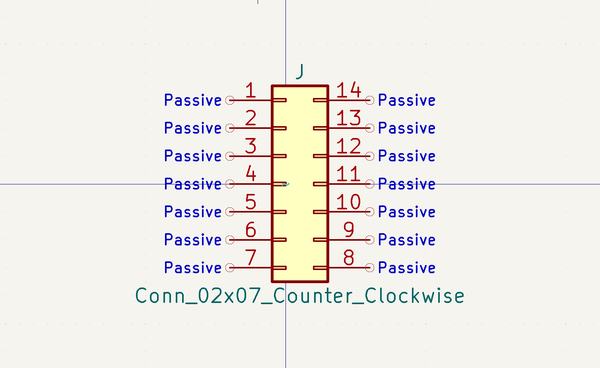 J
Passive 1 14 Passive
Passive 2 13 Passive
Passive 3 12 Passive
Passive 4 11 Passive
Passive 5 10 Passive
Passive 6 9 Passive
Passive 7 8 Passive
Conn_02x07_Counter_Clockwise